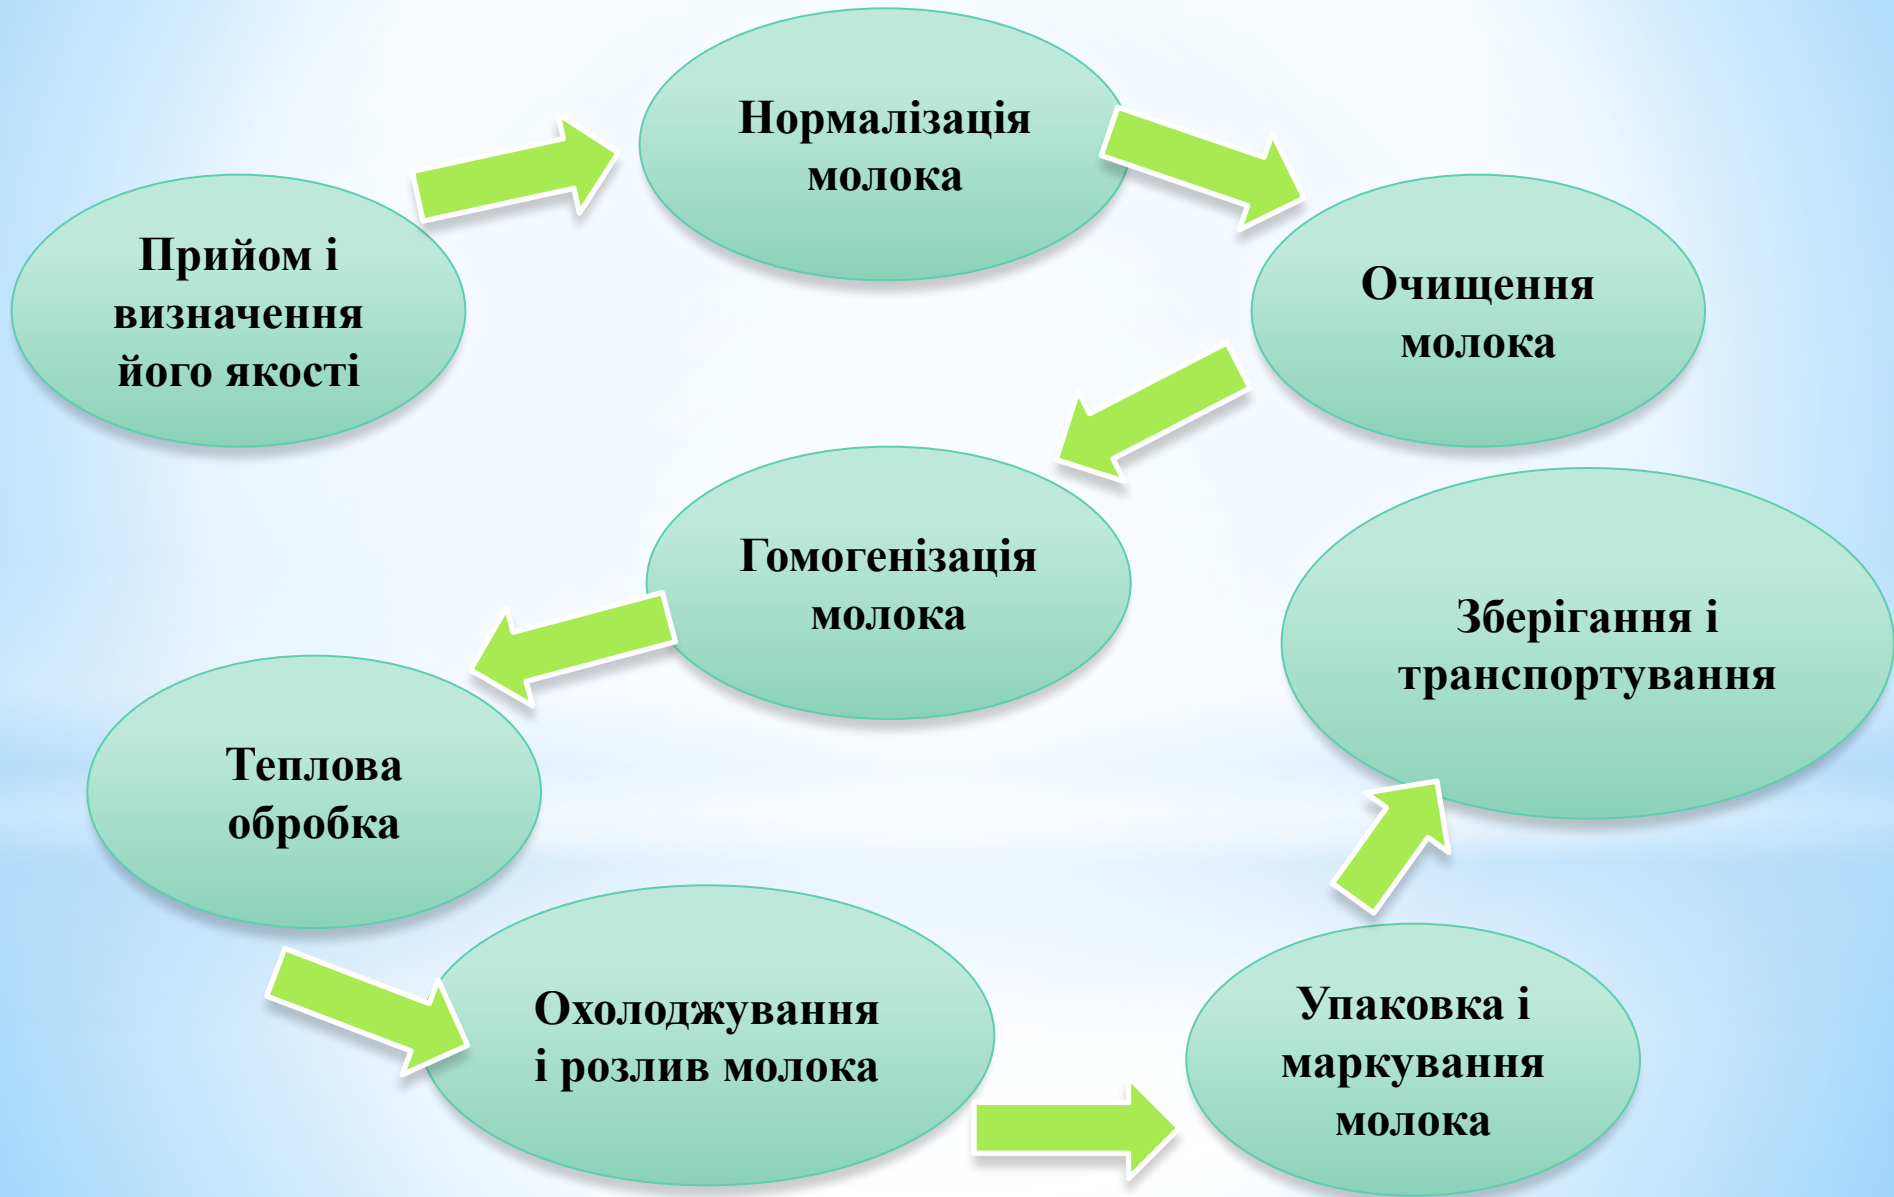 Прийом і
визначення
його якості
Нормалізація
молока
Очищення
молока
Гомогенізація
молока
Теплова
обробка
Охолоджування
і розлив молока
Упаковка і
маркування
молока
Зберігання і
транспортування